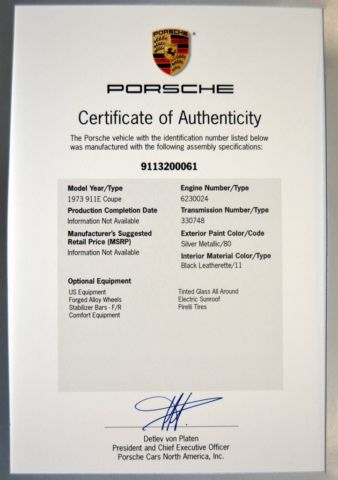 PORSCHE
Certificate of Authenticity
The Porsche vehicle with the identification number listed below
was manufactured with the following assembly specifications:
9113200061
Model Year/Type
1973 911E Coupe
Production Completion Date
Information Not Available
Manufacturer's Suggested
Retail Price (MSRP)
Information Not Available
Engine Number/Type
6230024
Transmission Number/Type
330748
Exterior Paint Color/Code
Silver Metallic/80
Interior Material Color/Type
Black Leatherette/11
Optional Equipment
US Equipment
Forged Alloy Wheels
Stabilizer Bars - F/R
Comfort Equipment
Tinted Glass All Around
Electric Sunroof
Pirelli Tires
Detlev von Platen
President and Chief Executive Officer
Porsche Cars North America, Inc.